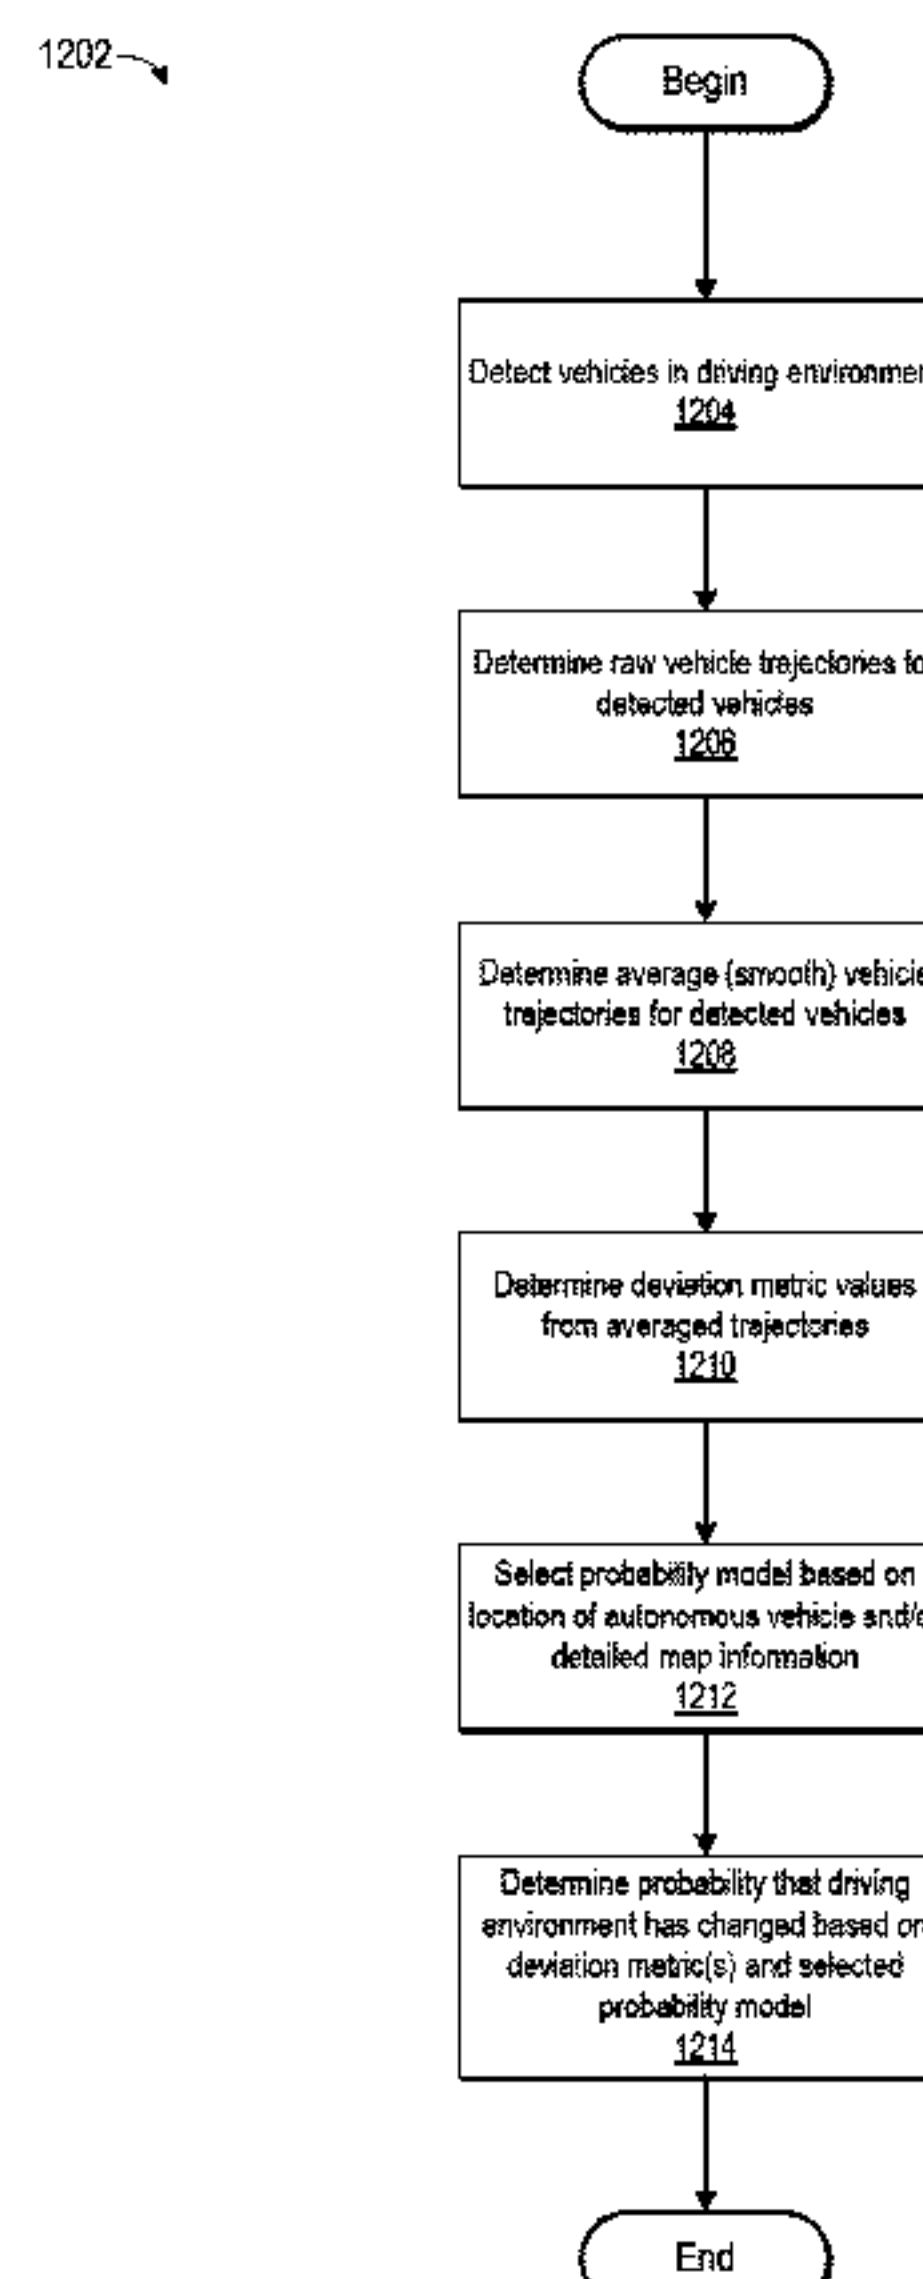 1202
Begin
Detect vehicles in driving environmen
1204
Determine raw vehicle trajectories fo
detected vehicles
1206
Determine average (smooth) vehicle
trajectories for detected vehicles
1208
Determine deviation metric values
from averaged trajectories
1210
Select probability model based on
location of autonomous vehicle and/o
detailed map information
1212
Determine probability that driving
environment has changed based on
deviation metric(s) and selected
probability model
1214
End